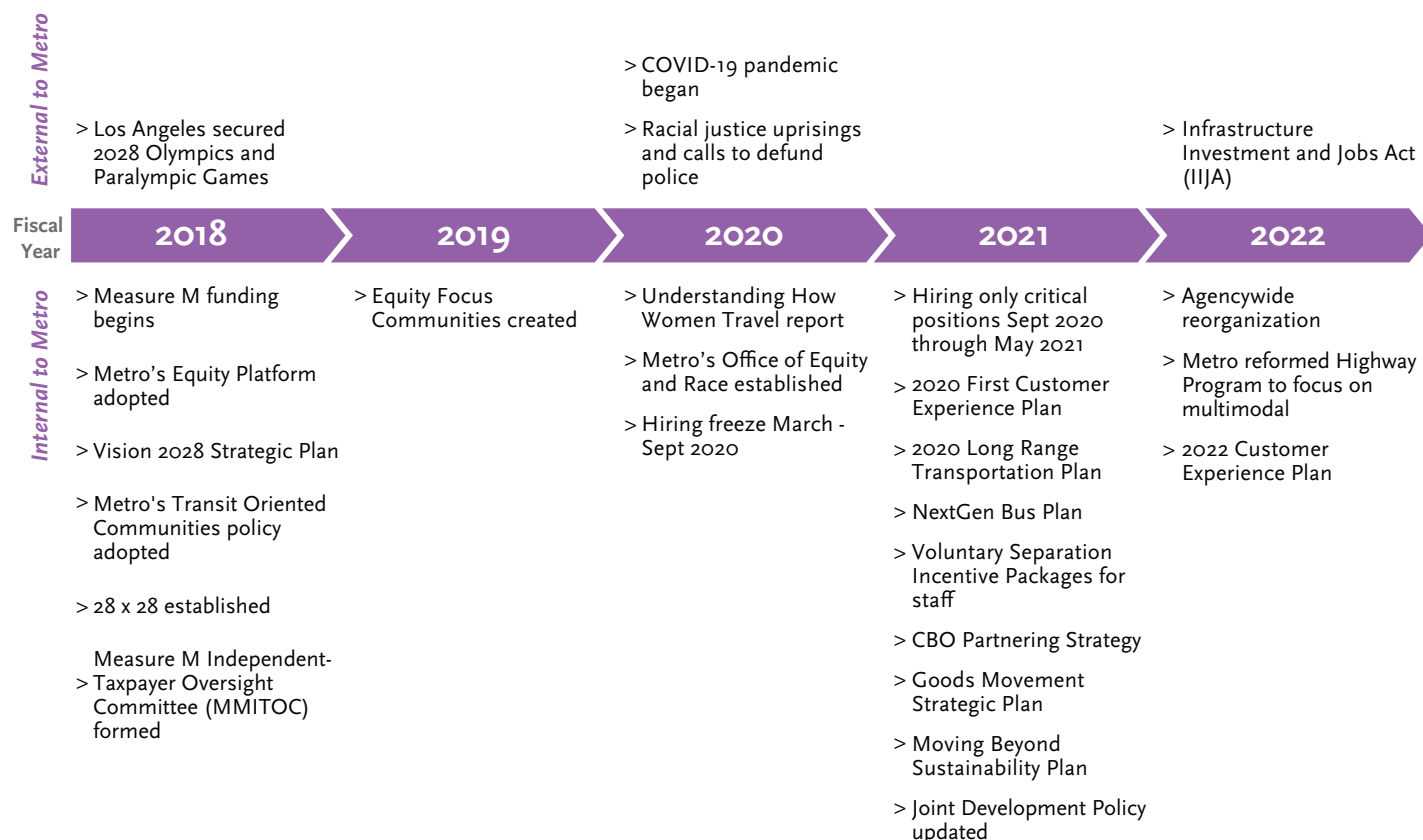 External to Metro
> Los Angeles secured
2028 Olympics and
Paralympic Games
> COVID-19 pandemic
began
> Racial justice uprisings
and calls to defund
police
> Infrastructure
Investment and Jobs Act
(IIJA)
Fiscal
Year
2018
2019
2020
2021
2022
Internal to Metro
> Measure M funding
begins
> Metro's Equity Platform
adopted
> Vision 2028 Strategic Plan
> Metro's Transit Oriented
Communities policy
adopted
> 28 x 28 established
Measure M Independent-
> Taxpayer Oversight
Committee (MMITOC)
formed
> Equity Focus
Communities created
> Understanding How
Women Travel report
> Metro's Office of Equity
and Race established
> Hiring freeze March -
Sept 2020
> Hiring only critical
positions Sept 2020
through May 2021
> 2020 First Customer
Experience Plan
> 2020 Long Range
Transportation Plan
> NextGen Bus Plan
> Voluntary Separation
Incentive Packages for
staff
> CBO Partnering Strategy
> Goods Movement
Strategic Plan
> Moving Beyond
Sustainability Plan
> Joint Development Policy
updated
> Agencywide
reorganization
> Metro reformed Highway
Program to focus on
multimodal
> 2022 Customer
Experience Plan